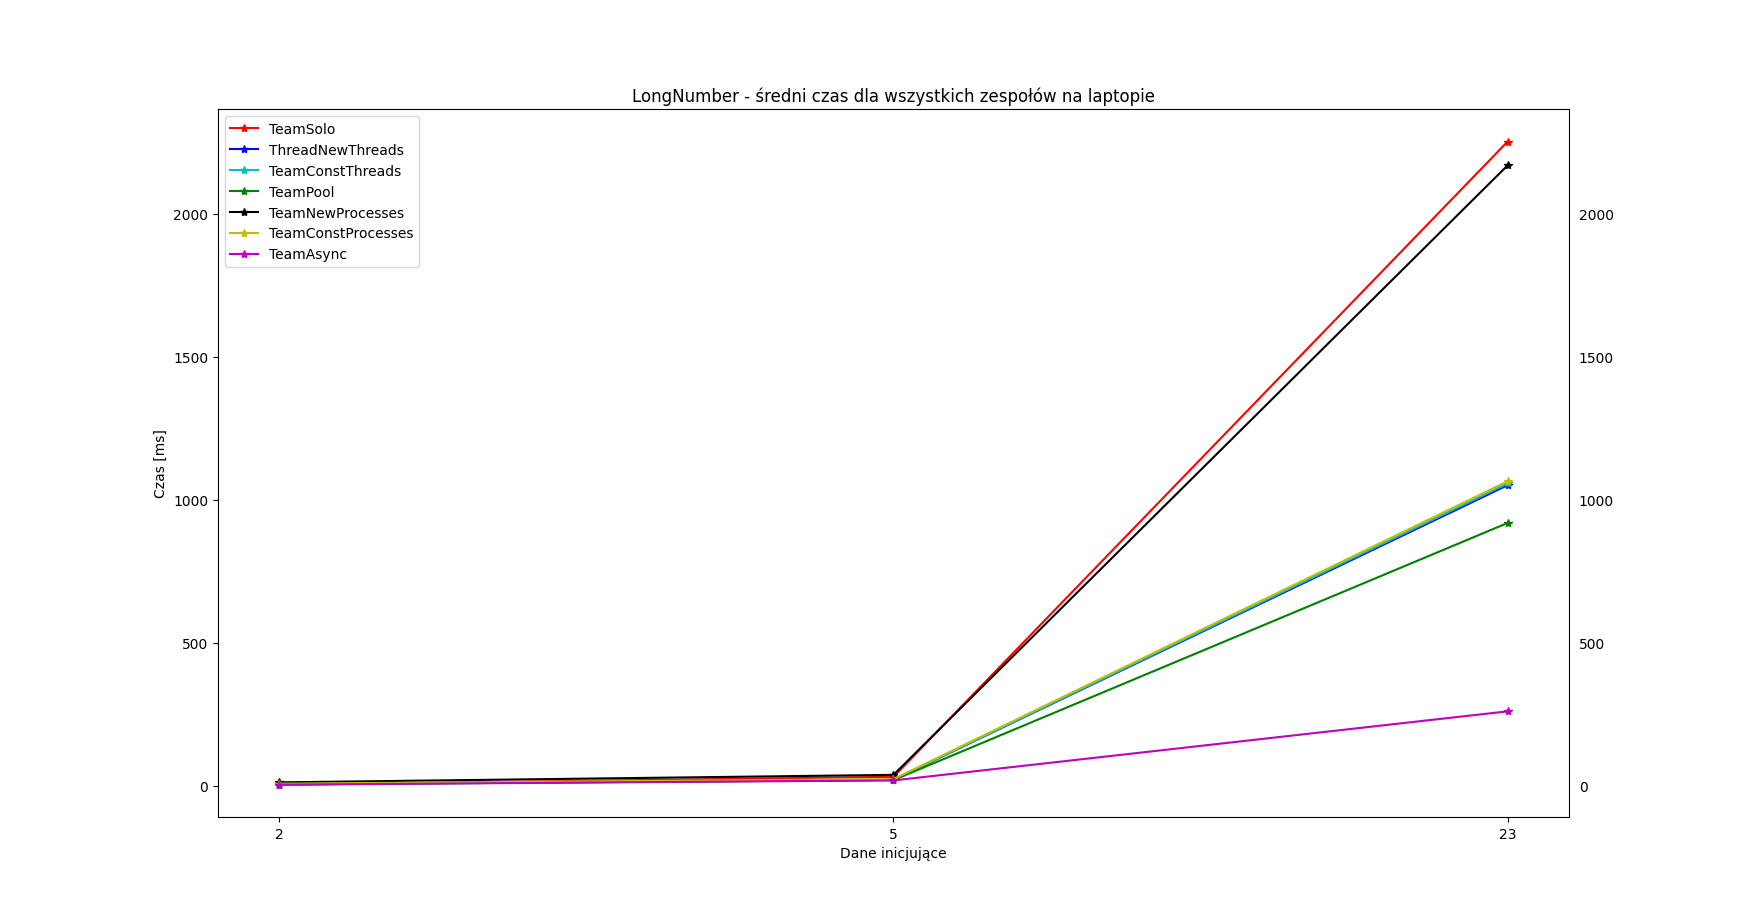 LongNumber - średni czas dla wszystkich zespołów na laptopie
TeamSolo
ThreadNewThreads
TeamConstThreads
TeamPool
TeamNewProcesses
TeamConstProcesses
TeamAsync
2000
1500
1000
500
0
Czas [ms]
2000
1500
1000
500
0
2 5 23
Dane inicjujące